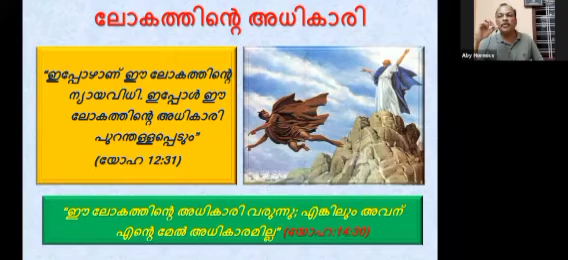 ലോകത്തിന്റെ അധികാരി
“ഇപ്പോഴാണ് ഈ ലോകത്തിന്റെ
ന്യായവിധി. ഇപ്പോൾ ഈ
ലോകത്തിന്റെ അധികാരി
പുറന്തള്ളപ്പെടും”
(യോഹ 12:31)
“ഈ ലോകത്തിന്റെ അധികാരി വരുന്നു; എങ്കിലും അവന്
എന്റെ മേൽ അധികാരമില്ല” (യോഹ:14:30)